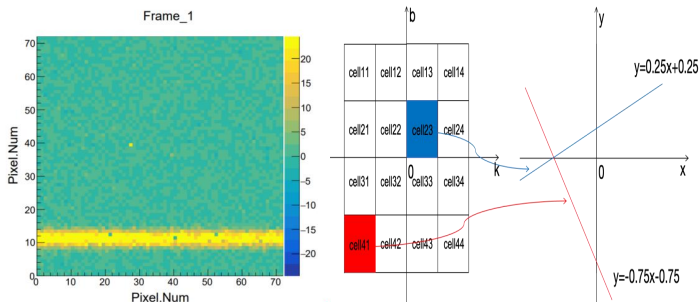 Frame_1
70
60
50
40
30
20
10
0
0 10 20 30 40 50 60 70
Pixel.Num
Pixel.Num
20
15
10
5
0
−5
−10
−15
−20
b
cell11 cell12 cell13 cell14
cell21 cell22 cell23 cell24
0 k
cell31 cell32 cell33 cell34
cell41 cell42 cell43 cell44
y
y=0.25x+0.25
0 x
y=-0.75x-0.75